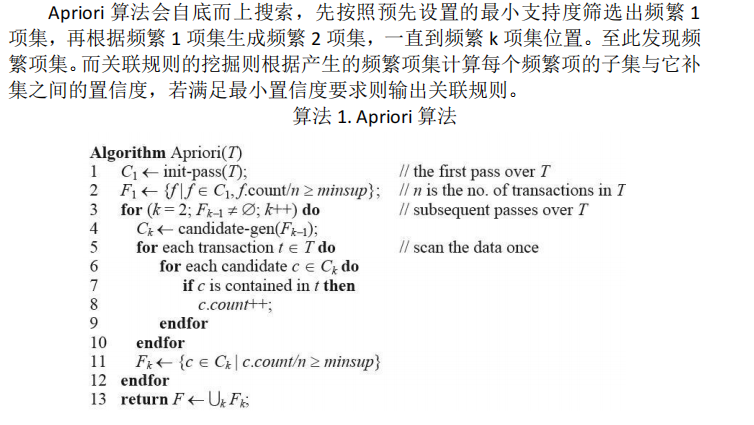 Apriori 算法会自底而上搜索，先按照预先设置的最小支持度筛选出频繁 1
项集，再根据频繁 1 项集生成频繁 2 项集，一直到频繁 k 项集位置。至此发现频
繁项集。而关联规则的挖掘则根据产生的频繁项集计算每个频繁项的子集与它补
集之间的置信度，若满足最小置信度要求则输出关联规则。
算法 1. Apriori 算法
Algorithm Apriori(T)
1 C₁ ← init-pass(T); // the first pass over T
2 F₁ ← {f | f ∈ C₁, f.count/n ≥ minsup}; // n is the no. of transactions in T
3 for (k = 2; Fₖ₋₁ ≠ ∅; k++) do // subsequent passes over T
4 Cₖ ← candidate-gen(Fₖ₋₁);
5 for each transaction t ∈ T do // scan the data once
6 for each candidate c ∈ Cₖ do
7 if c is contained in t then
8 c.count++;
9 endfor
10 endfor
11 Fₖ ← {c ∈ Cₖ | c.count/n ≥ minsup}
12 endfor
13 return F ← ⋃ₖ Fₖ;